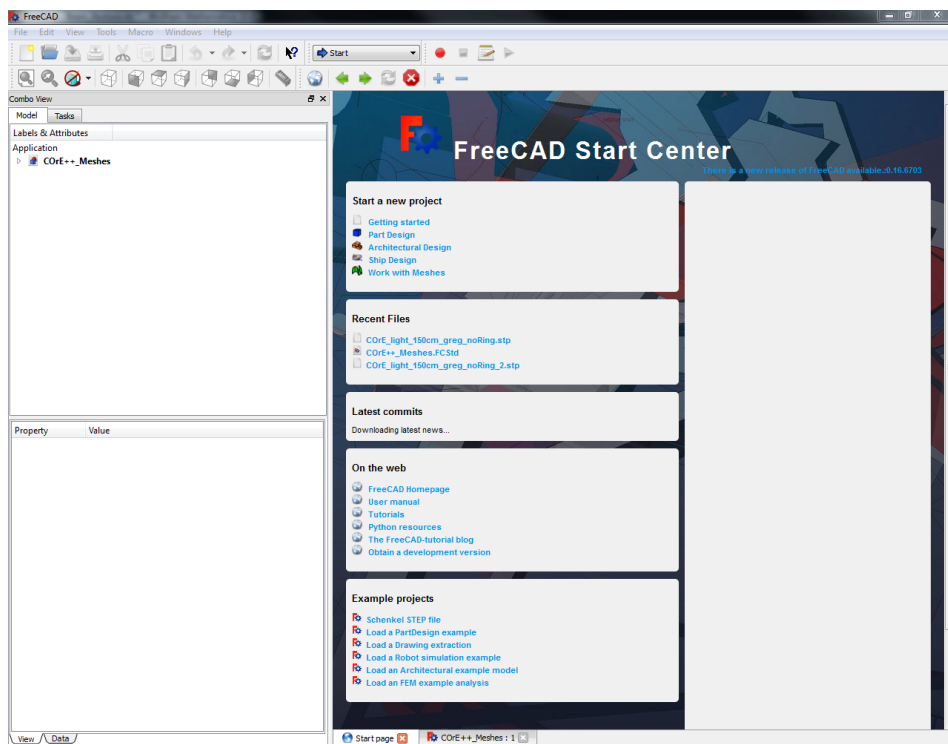 FreeCAD
File Edit View Tools Macro Windows Help
Start
Combo View
Model Tasks
Labels & Attributes
Application
COrE++_Meshes
Property Value
View Data
FreeCAD Start Center
There is a new release of FreeCAD available.:0.16.6703
Start a new project
Getting started
Part Design
Architectural Design
Ship Design
Work with Meshes
Recent Files
COrE_light_150cm_greg_noRing.stp
COrE++_Meshes.FCStd
COrE_light_150cm_greg_noRing_2.stp
Latest commits
Downloading latest news...
On the web
FreeCAD Homepage
User manual
Tutorials
Python resources
The FreeCAD-tutorial blog
Obtain a development version
Example projects
Schenkel STEP file
Load a PartDesign example
Load a Drawing extraction
Load a Robot simulation example
Load an Architectural example model
Load an FEM example analysis
Start page COrE++_Meshes : 1